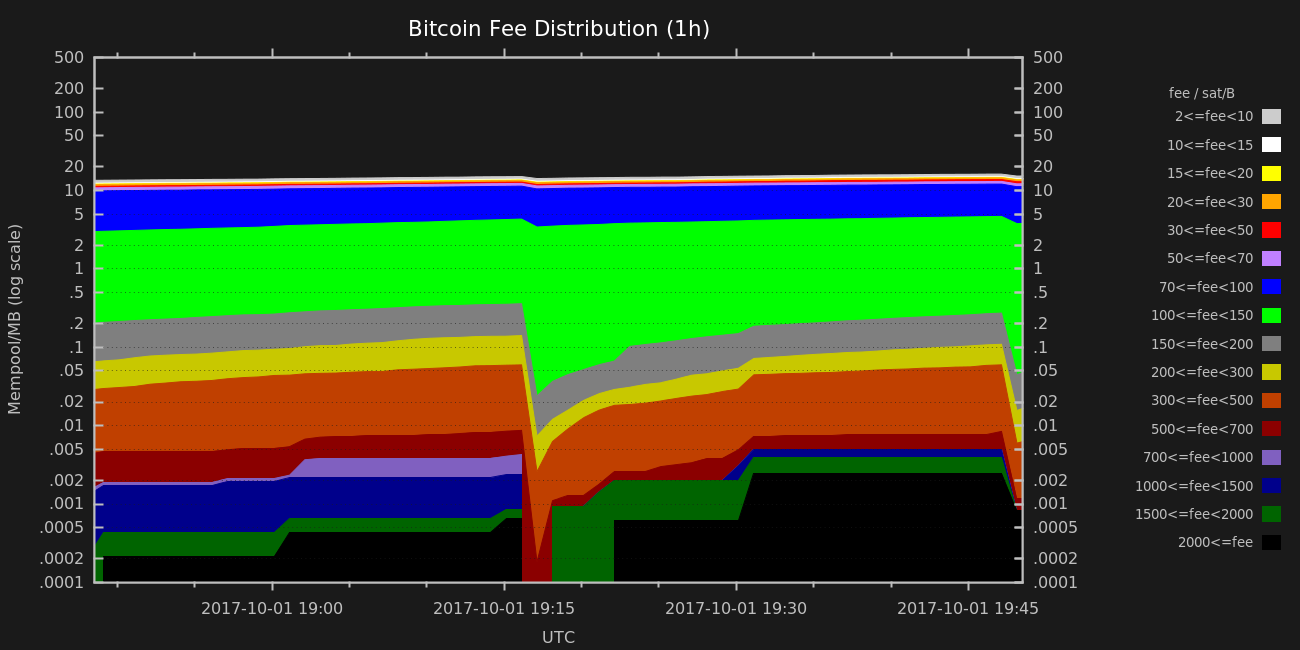 Bitcoin Fee Distribution (1h)
Mempool/MB (log scale)
500
200
100
50
20
10
5
2
1
.5
.2
.1
.05
.02
.01
.005
.002
.001
.0005
.0002
.0001
500
200
100
50
20
10
5
2
1
.5
.2
.1
.05
.02
.01
.005
.002
.001
.0005
.0002
.0001
2017-10-01 19:00
2017-10-01 19:15
2017-10-01 19:30
2017-10-01 19:45
UTC
fee / sat/B
2<=fee<10
10<=fee<15
15<=fee<20
20<=fee<30
30<=fee<50
50<=fee<70
70<=fee<100
100<=fee<150
150<=fee<200
200<=fee<300
300<=fee<500
500<=fee<700
700<=fee<1000
1000<=fee<1500
1500<=fee<2000
2000<=fee